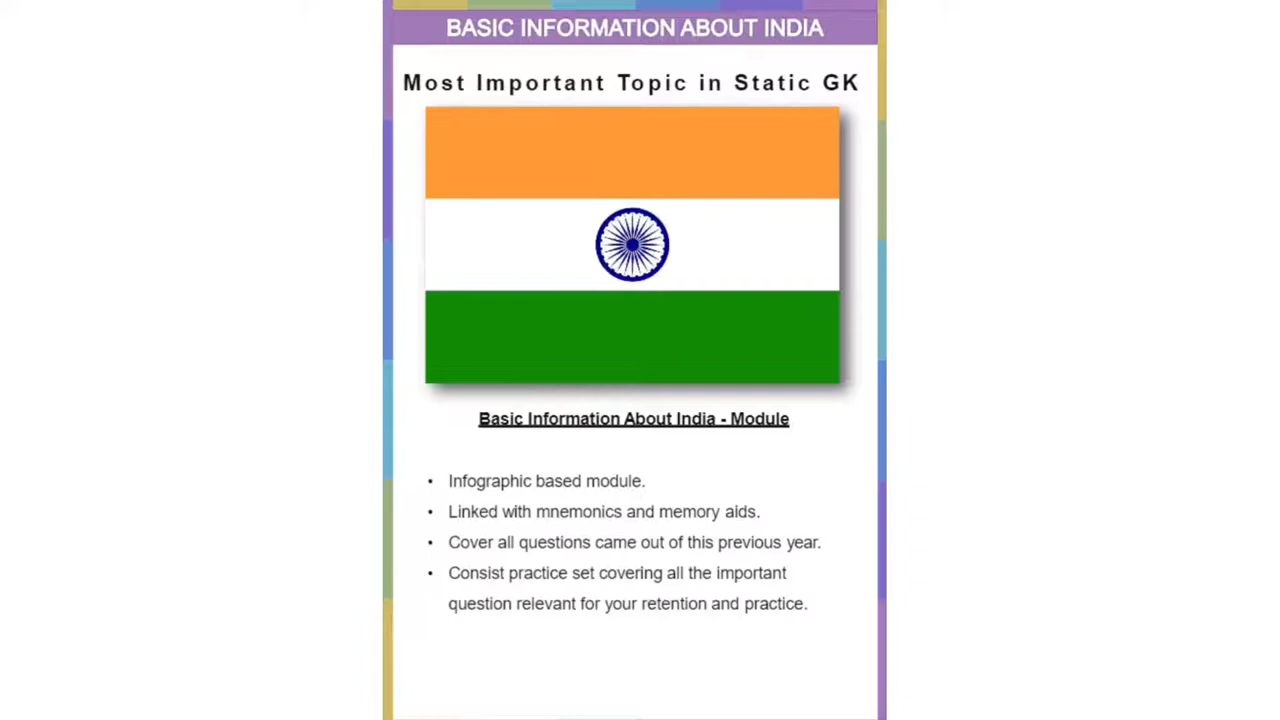 BASIC INFORMATION ABOUT INDIA
Most Important Topic in Static GK
Basic Information About India - Module
• Infographic based module.
• Linked with mnemonics and memory aids.
• Cover all questions came out of this previous year.
• Consist practice set covering all the important
question relevant for your retention and practice.